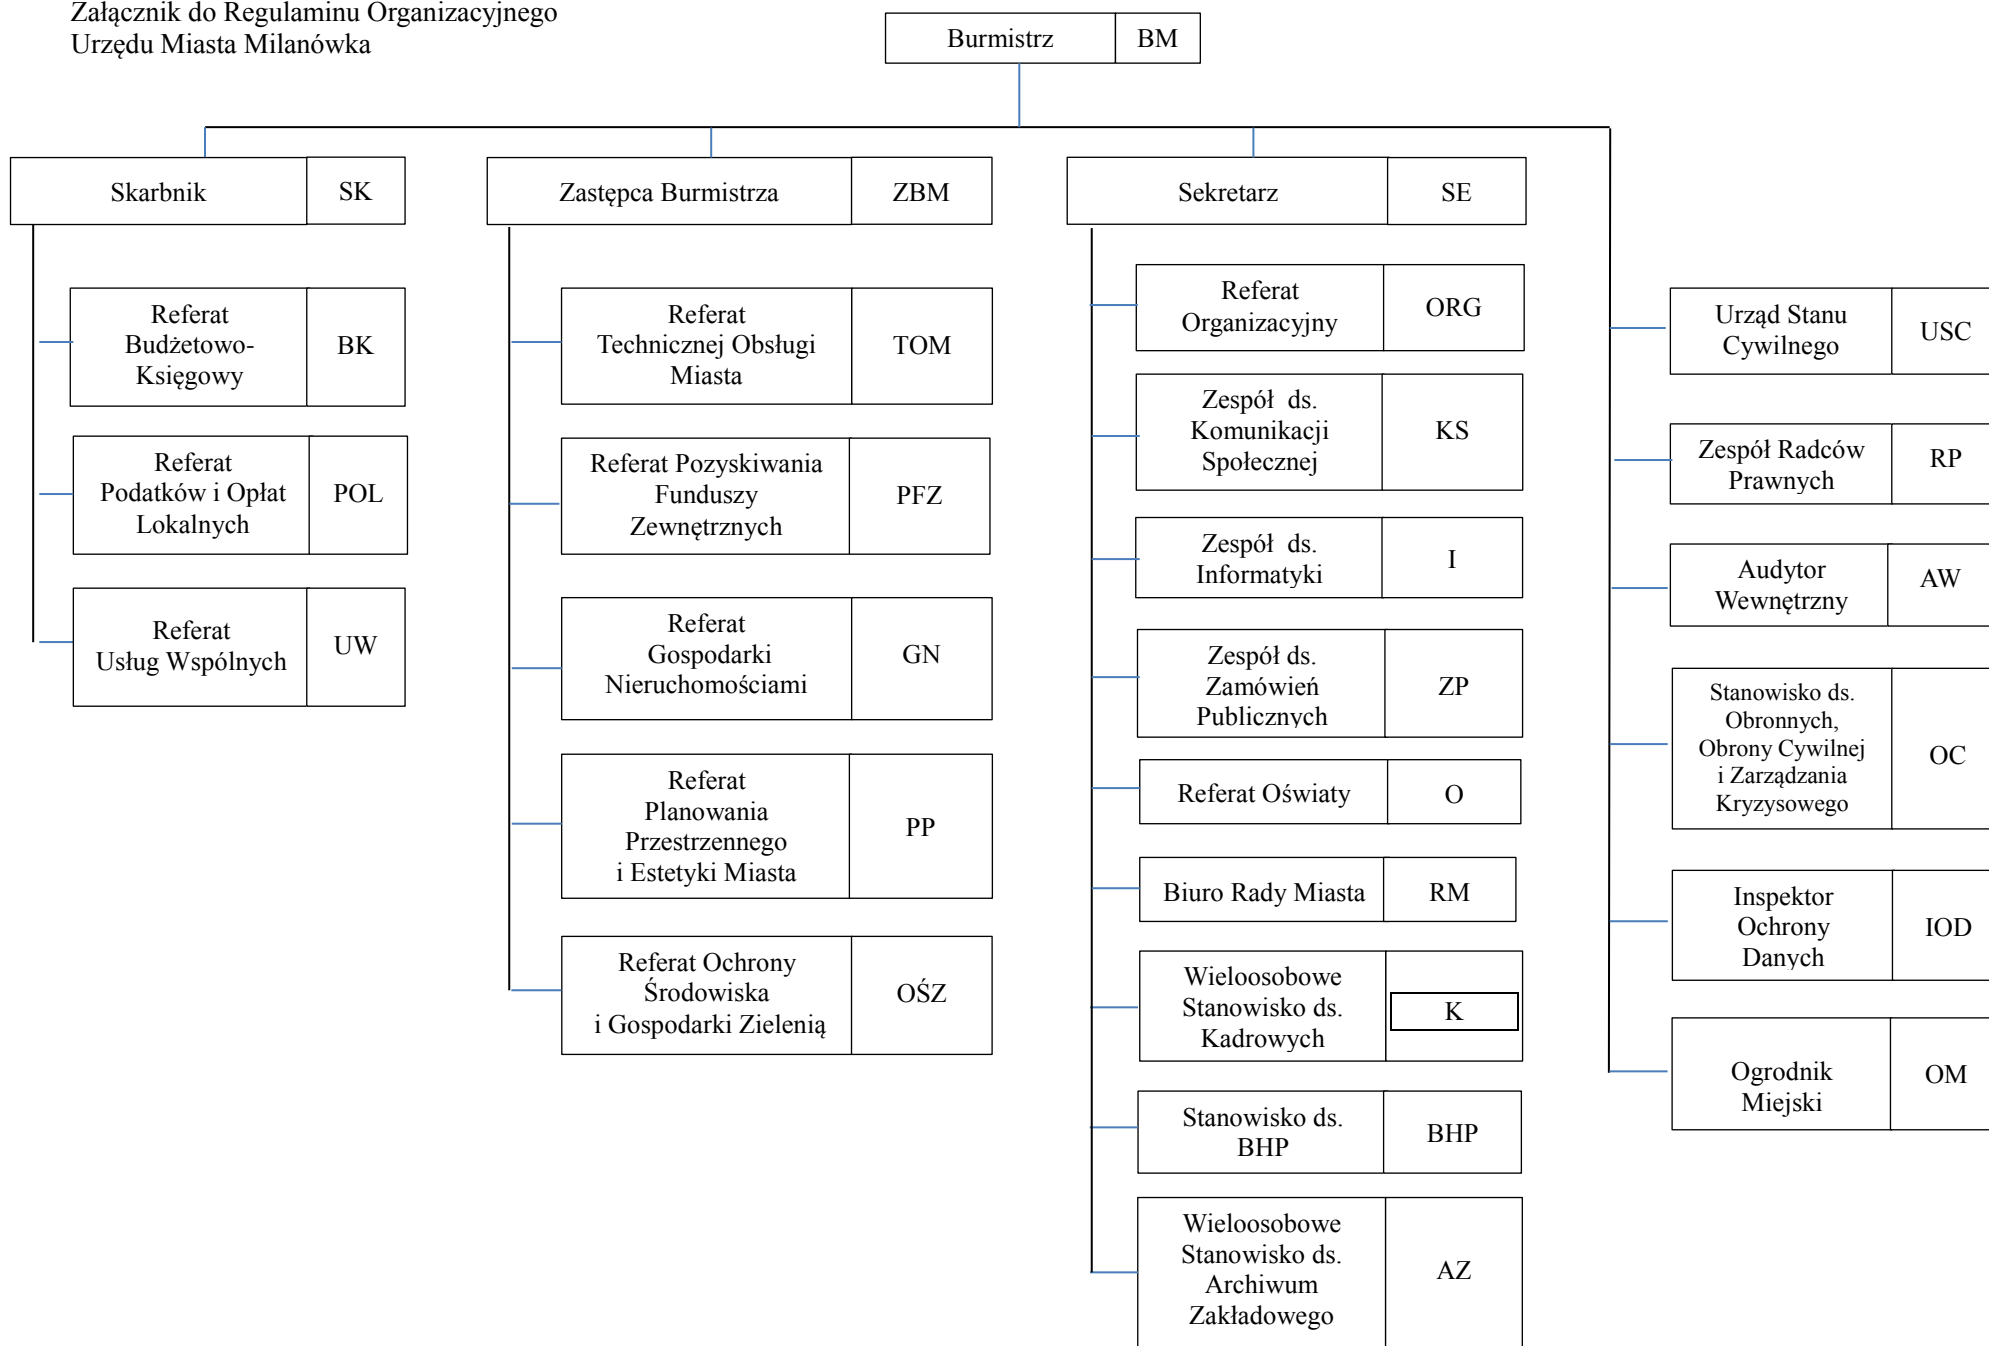 Załącznik do Regulaminu Organizacyjnego
Urzędu Miasta Milanówka
Burmistrz BM
Skarbnik SK
Referat
Budżetowo-
Księgowy
BK
Referat
Podatków i Opłat
Lokalnych
POL
Referat
Usług Wspólnych
UW
Zastępca Burmistrza ZBM
Referat
Technicznej Obsługi
Miasta
TOM
Referat Pozyskiwania
Funduszy
Zewnętrznych
PFZ
Referat
Gospodarki
Nieruchomościami
GN
Referat
Planowania
Przestrzennego
i Estetyki Miasta
PP
Referat Ochrony
Środowiska
i Gospodarki Zielenią
OŚZ
Sekretarz SE
Referat
Organizacyjny
ORG
Zespół ds.
Komunikacji
Społecznej
KS
Zespół ds.
Informatyki
I
Zespół ds.
Zamówień
Publicznych
ZP
Referat Oświaty O
Biuro Rady Miasta RM
Wieloosobowe
Stanowisko ds.
Kadrowych
K
Stanowisko ds.
BHP
BHP
Wieloosobowe
Stanowisko ds.
Archiwum
Zakładowego
AZ
Urząd Stanu
Cywilnego
USC
Zespół Radców
Prawnych
RP
Audytor
Wewnętrzny
AW
Stanowisko ds.
Obronnych,
Obrony Cywilnej
i Zarządzania
Kryzysowego
OC
Inspektor
Ochrony
Danych
IOD
Ogrodnik
Miejski
OM